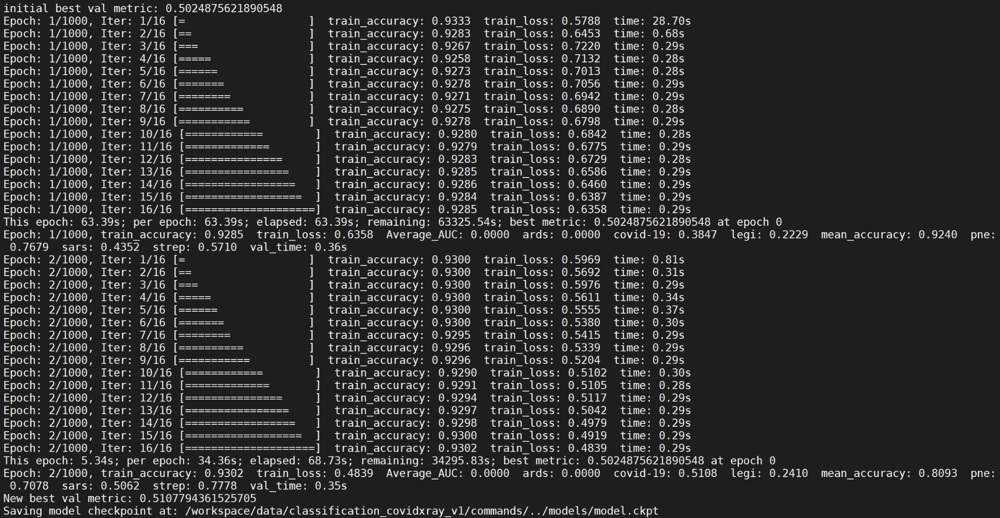 initial best val metric: 0.5024875621890548
Epoch: 1/1000, Iter: 1/16 [=                   ]  train_accuracy: 0.9333  train_loss: 0.5788  time: 28.70s
Epoch: 1/1000, Iter: 2/16 [==                  ]  train_accuracy: 0.9283  train_loss: 0.6453  time: 0.68s
Epoch: 1/1000, Iter: 3/16 [===                 ]  train_accuracy: 0.9267  train_loss: 0.7220  time: 0.29s
Epoch: 1/1000, Iter: 4/16 [=====               ]  train_accuracy: 0.9258  train_loss: 0.7132  time: 0.28s
Epoch: 1/1000, Iter: 5/16 [======              ]  train_accuracy: 0.9273  train_loss: 0.7013  time: 0.28s
Epoch: 1/1000, Iter: 6/16 [=======             ]  train_accuracy: 0.9278  train_loss: 0.7056  time: 0.29s
Epoch: 1/1000, Iter: 7/16 [========            ]  train_accuracy: 0.9271  train_loss: 0.6942  time: 0.29s
Epoch: 1/1000, Iter: 8/16 [==========          ]  train_accuracy: 0.9275  train_loss: 0.6890  time: 0.28s
Epoch: 1/1000, Iter: 9/16 [===========         ]  train_accuracy: 0.9278  train_loss: 0.6798  time: 0.29s
Epoch: 1/1000, Iter: 10/16 [============        ]  train_accuracy: 0.9280  train_loss: 0.6842  time: 0.28s
Epoch: 1/1000, Iter: 11/16 [=============       ]  train_accuracy: 0.9279  train_loss: 0.6775  time: 0.29s
Epoch: 1/1000, Iter: 12/16 [===============     ]  train_accuracy: 0.9283  train_loss: 0.6729  time: 0.28s
Epoch: 1/1000, Iter: 13/16 [================    ]  train_accuracy: 0.9285  train_loss: 0.6586  time: 0.29s
Epoch: 1/1000, Iter: 14/16 [=================   ]  train_accuracy: 0.9286  train_loss: 0.6460  time: 0.29s
Epoch: 1/1000, Iter: 15/16 [==================  ]  train_accuracy: 0.9284  train_loss: 0.6387  time: 0.29s
Epoch: 1/1000, Iter: 16/16 [====================]  train_accuracy: 0.9285  train_loss: 0.6358  time: 0.29s
This epoch: 63.39s; per epoch: 63.39s; elapsed: 63.39s; remaining: 63325.54s; best metric: 0.5024875621890548 at epoch 0
Epoch: 1/1000, train_accuracy: 0.9285  train_loss: 0.6358  Average_AUC: 0.0000  ards: 0.0000  covid-19: 0.3847  legi: 0.2229  mean_accuracy: 0.9240  pne:
 0.7679  sars: 0.4352  strep: 0.5710  val_time: 0.36s
Epoch: 2/1000, Iter: 1/16 [=                   ]  train_accuracy: 0.9300  train_loss: 0.5969  time: 0.81s
Epoch: 2/1000, Iter: 2/16 [==                  ]  train_accuracy: 0.9300  train_loss: 0.5692  time: 0.31s
Epoch: 2/1000, Iter: 3/16 [===                 ]  train_accuracy: 0.9300  train_loss: 0.5976  time: 0.29s
Epoch: 2/1000, Iter: 4/16 [=====               ]  train_accuracy: 0.9300  train_loss: 0.5611  time: 0.34s
Epoch: 2/1000, Iter: 5/16 [======              ]  train_accuracy: 0.9300  train_loss: 0.5555  time: 0.37s
Epoch: 2/1000, Iter: 6/16 [=======             ]  train_accuracy: 0.9300  train_loss: 0.5380  time: 0.30s
Epoch: 2/1000, Iter: 7/16 [========            ]  train_accuracy: 0.9295  train_loss: 0.5415  time: 0.29s
Epoch: 2/1000, Iter: 8/16 [==========          ]  train_accuracy: 0.9296  train_loss: 0.5339  time: 0.29s
Epoch: 2/1000, Iter: 9/16 [===========         ]  train_accuracy: 0.9296  train_loss: 0.5204  time: 0.29s
Epoch: 2/1000, Iter: 10/16 [============        ]  train_accuracy: 0.9290  train_loss: 0.5102  time: 0.30s
Epoch: 2/1000, Iter: 11/16 [=============       ]  train_accuracy: 0.9291  train_loss: 0.5105  time: 0.28s
Epoch: 2/1000, Iter: 12/16 [===============     ]  train_accuracy: 0.9294  train_loss: 0.5117  time: 0.29s
Epoch: 2/1000, Iter: 13/16 [================    ]  train_accuracy: 0.9297  train_loss: 0.5042  time: 0.29s
Epoch: 2/1000, Iter: 14/16 [=================   ]  train_accuracy: 0.9298  train_loss: 0.4979  time: 0.29s
Epoch: 2/1000, Iter: 15/16 [==================  ]  train_accuracy: 0.9300  train_loss: 0.4919  time: 0.29s
Epoch: 2/1000, Iter: 16/16 [====================]  train_accuracy: 0.9302  train_loss: 0.4839  time: 0.29s
This epoch: 5.34s; per epoch: 34.36s; elapsed: 68.73s; remaining: 34295.83s; best metric: 0.5024875621890548 at epoch 0
Epoch: 2/1000, train_accuracy: 0.9302  train_loss: 0.4839  Average_AUC: 0.0000  ards: 0.0000  covid-19: 0.5108  legi: 0.2410  mean_accuracy: 0.8093  pne:
 0.7078  sars: 0.5062  strep: 0.7778  val_time: 0.35s
New best val metric: 0.5107794361525705
Saving model checkpoint at: /workspace/data/classification_covidxray_v1/commands/../models/model.ckpt